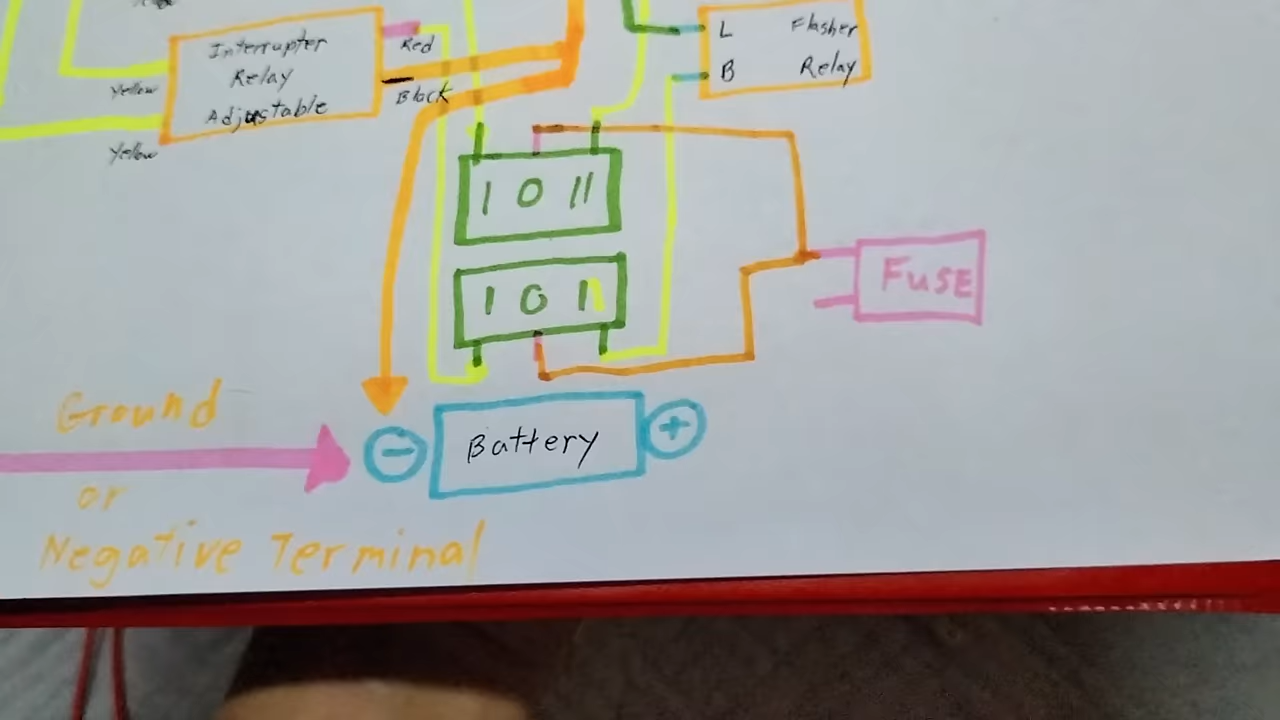 Interrupter
Relay
Adjustable
Red
Black
Yellow
Yellow
L Flasher
B Relay
1 0 11
1 0 1
Fuse
Ground
or
Negative Terminal
- Battery +